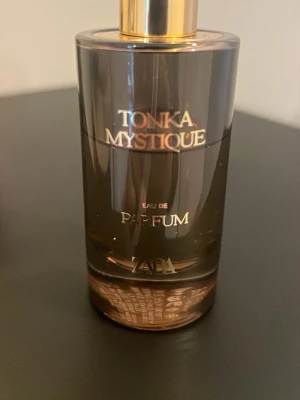 TONKA
MYSTIQUE
EAU DE
PARFUM
ZARA